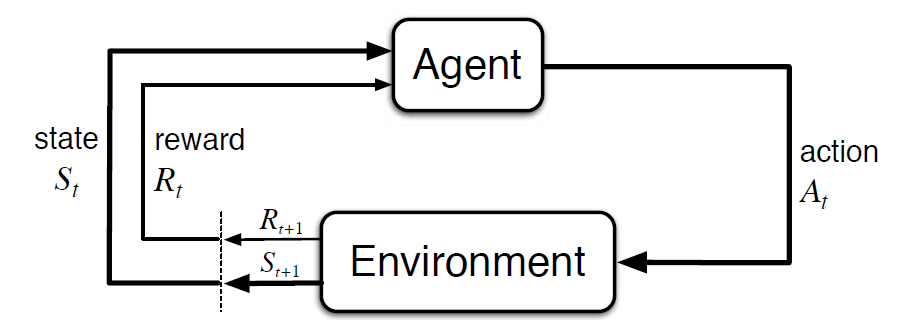 Agent
state
S_t
reward
R_t
action
A_t
R_{t+1}
S_{t+1}
Environment